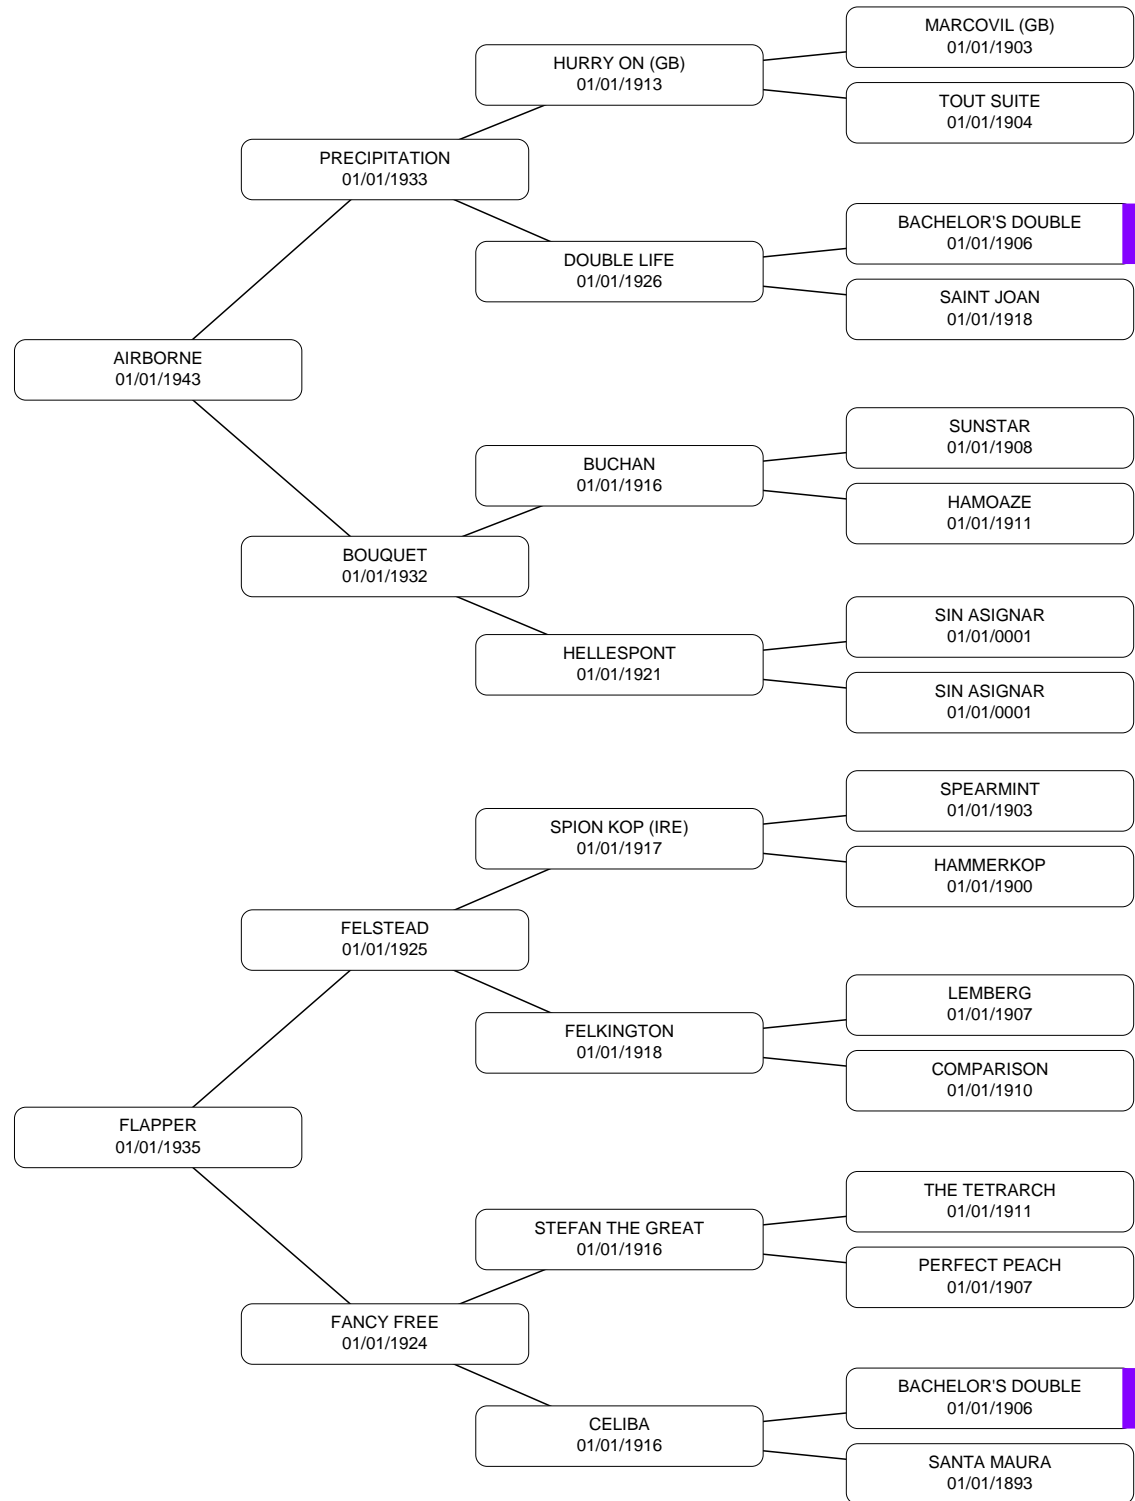 MARCOVIL (GB)
01/01/1903
HURRY ON (GB)
01/01/1913
TOUT SUITE
01/01/1904
PRECIPITATION
01/01/1933
BACHELOR'S DOUBLE
01/01/1906
DOUBLE LIFE
01/01/1926
SAINT JOAN
01/01/1918
AIRBORNE
01/01/1943
SUNSTAR
01/01/1908
BUCHAN
01/01/1916
HAMOAZE
01/01/1911
BOUQUET
01/01/1932
SIN ASIGNAR
01/01/0001
HELLESPONT
01/01/1921
SIN ASIGNAR
01/01/0001
SPEARMINT
01/01/1903
SPION KOP (IRE)
01/01/1917
HAMMERKOP
01/01/1900
FELSTEAD
01/01/1925
LEMBERG
01/01/1907
FELKINGTON
01/01/1918
COMPARISON
01/01/1910
FLAPPER
01/01/1935
THE TETRARCH
01/01/1911
STEFAN THE GREAT
01/01/1916
PERFECT PEACH
01/01/1907
FANCY FREE
01/01/1924
BACHELOR'S DOUBLE
01/01/1906
CELIBA
01/01/1916
SANTA MAURA
01/01/1893